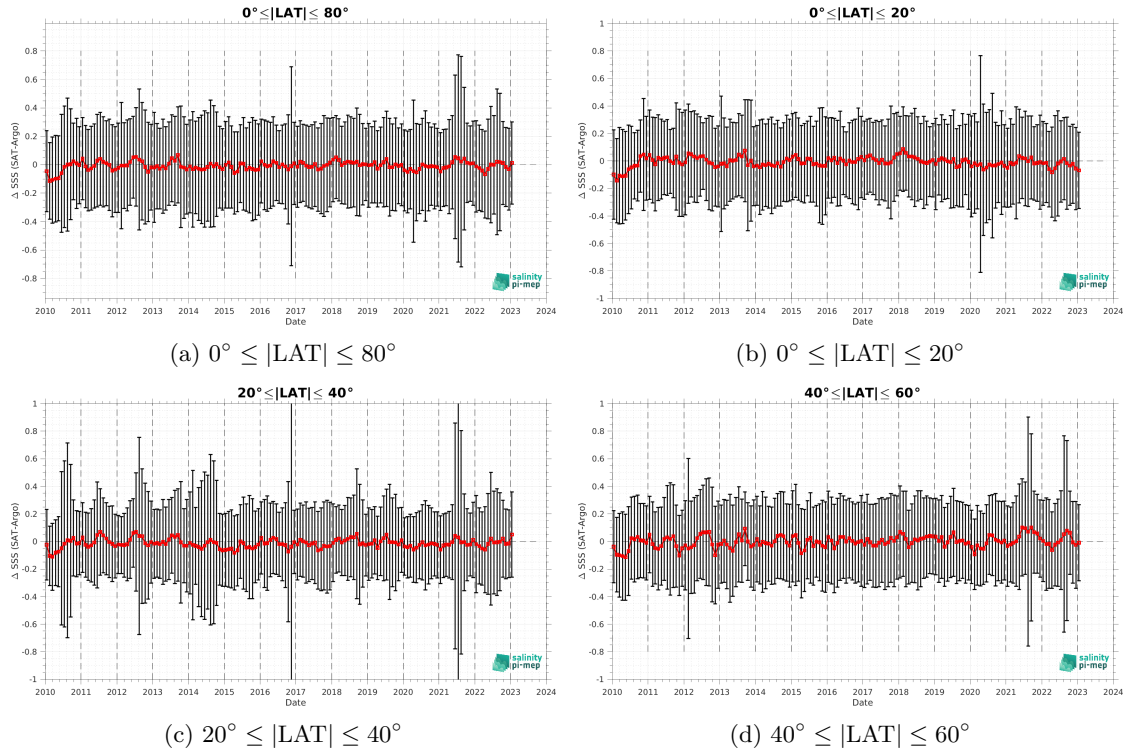 0°≤|LAT|≤ 80°
Δ SSS (SAT-Argo)
0.8
0.6
0.4
0.2
0
-0.2
-0.4
-0.6
-0.8
2010 2011 2012 2013 2014 2015 2016 2017 2018 2019 2020 2021 2022 2023 2024
Date
salinity
pi-mep
(a) 0° ≤ |LAT| ≤ 80°
0°≤|LAT|≤ 20°
Δ SSS (SAT-Argo)
1
0.8
0.6
0.4
0.2
0
-0.2
-0.4
-0.6
-0.8
-1
2010 2011 2012 2013 2014 2015 2016 2017 2018 2019 2020 2021 2022 2023 2024
Date
salinity
pi-mep
(b) 0° ≤ |LAT| ≤ 20°
20°≤|LAT|≤ 40°
Δ SSS (SAT-Argo)
1
0.8
0.6
0.4
0.2
0
-0.2
-0.4
-0.6
-0.8
-1
2010 2011 2012 2013 2014 2015 2016 2017 2018 2019 2020 2021 2022 2023 2024
Date
salinity
pi-mep
(c) 20° ≤ |LAT| ≤ 40°
40°≤|LAT|≤ 60°
Δ SSS (SAT-Argo)
1
0.8
0.6
0.4
0.2
0
-0.2
-0.4
-0.6
-0.8
-1
2010 2011 2012 2013 2014 2015 2016 2017 2018 2019 2020 2021 2022 2023 2024
Date
salinity
pi-mep
(d) 40° ≤ |LAT| ≤ 60°